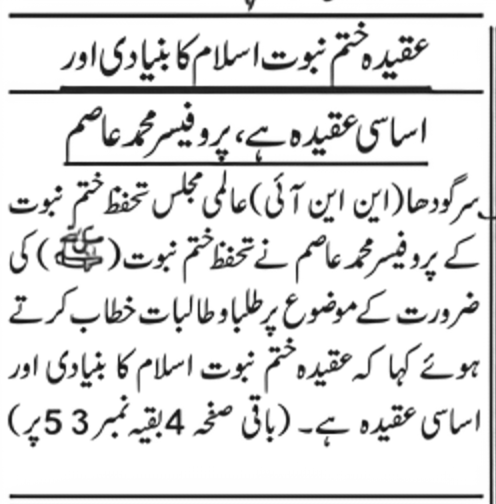 عقیدہ ختم نبوت اسلام کا بنیادی اور
اساسی عقیدہ ہے، پروفیسر محمد عاصم
سرگودھا (این این آئی) عالمی مجلس تحفظ ختم نبوت
کے پروفیسر محمد عاصم نے تحفظ ختم نبوت (ﷺ) کی
ضرورت کے موضوع پر طلبا و طالبات خطاب کرتے
ہوئے کہا کہ عقیدہ ختم نبوت اسلام کا بنیادی اور
اساسی عقیدہ ہے۔ (باقی صفحہ 4 بقیہ نمبر 53 پر)